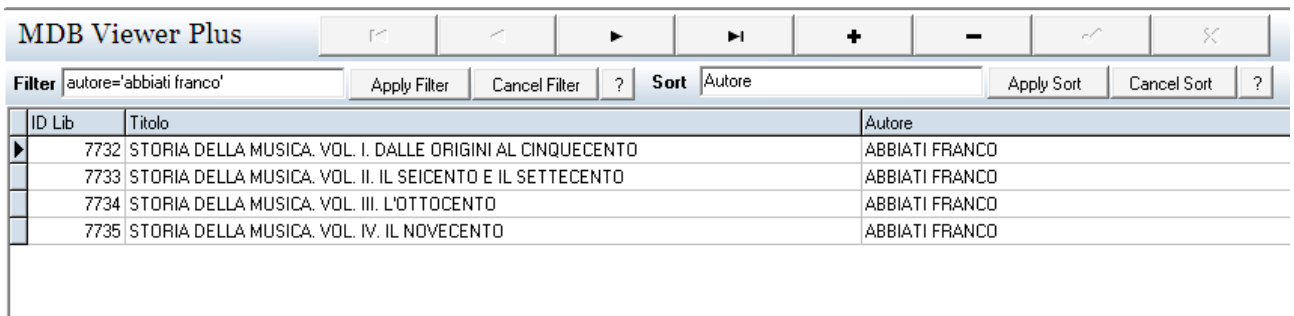 MDB Viewer Plus
Filter autore='abbiati franco' Apply Filter Cancel Filter ? Sort Autore Apply Sort Cancel Sort ?
ID Lib Titolo Autore
7732 STORIA DELLA MUSICA. VOL. I. DALLE ORIGINI AL CINQUECENTO ABBIATI FRANCO
7733 STORIA DELLA MUSICA. VOL. II. IL SEICENTO E IL SETTECENTO ABBIATI FRANCO
7734 STORIA DELLA MUSICA. VOL. III. L'OTTOCENTO ABBIATI FRANCO
7735 STORIA DELLA MUSICA. VOL. IV. IL NOVECENTO ABBIATI FRANCO